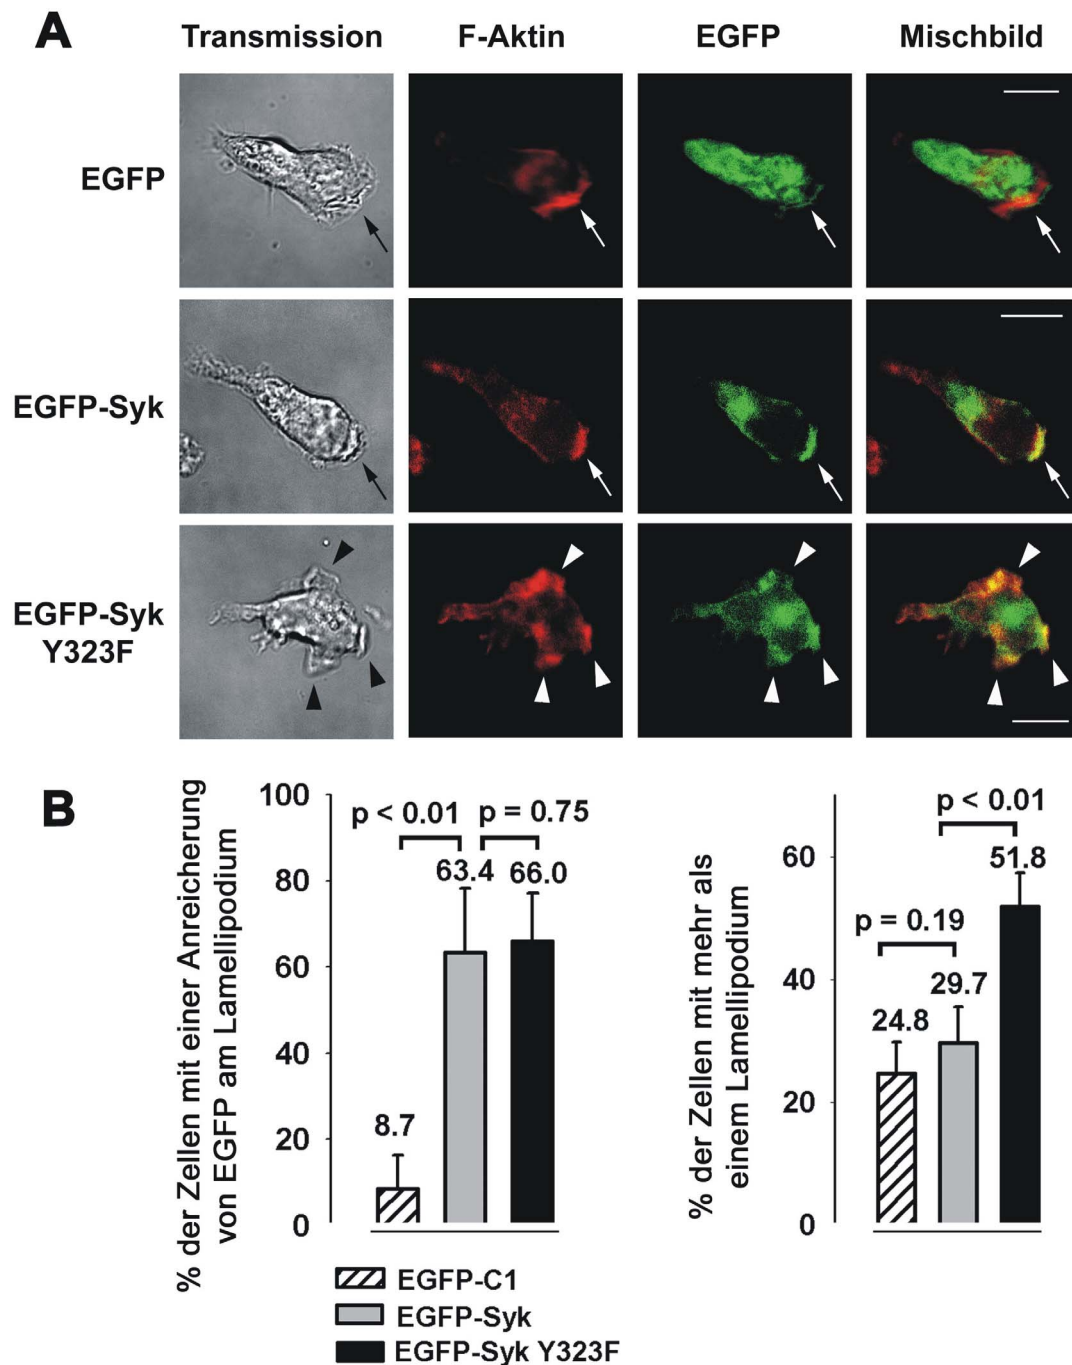 A
Transmission
F-Aktin
EGFP
Mischbild
EGFP
EGFP-Syk
EGFP-Syk
Y323F
B
% der Zellen mit einer Anreicherung
von EGFP am Lamellipodium
100
80
60
40
20
0
p < 0.01
p = 0.75
8.7
63.4
66.0
% der Zellen mit mehr als
einem Lamellipodium
60
40
20
0
p < 0.01
p = 0.19
24.8
29.7
51.8
EGFP-C1
EGFP-Syk
EGFP-Syk Y323F